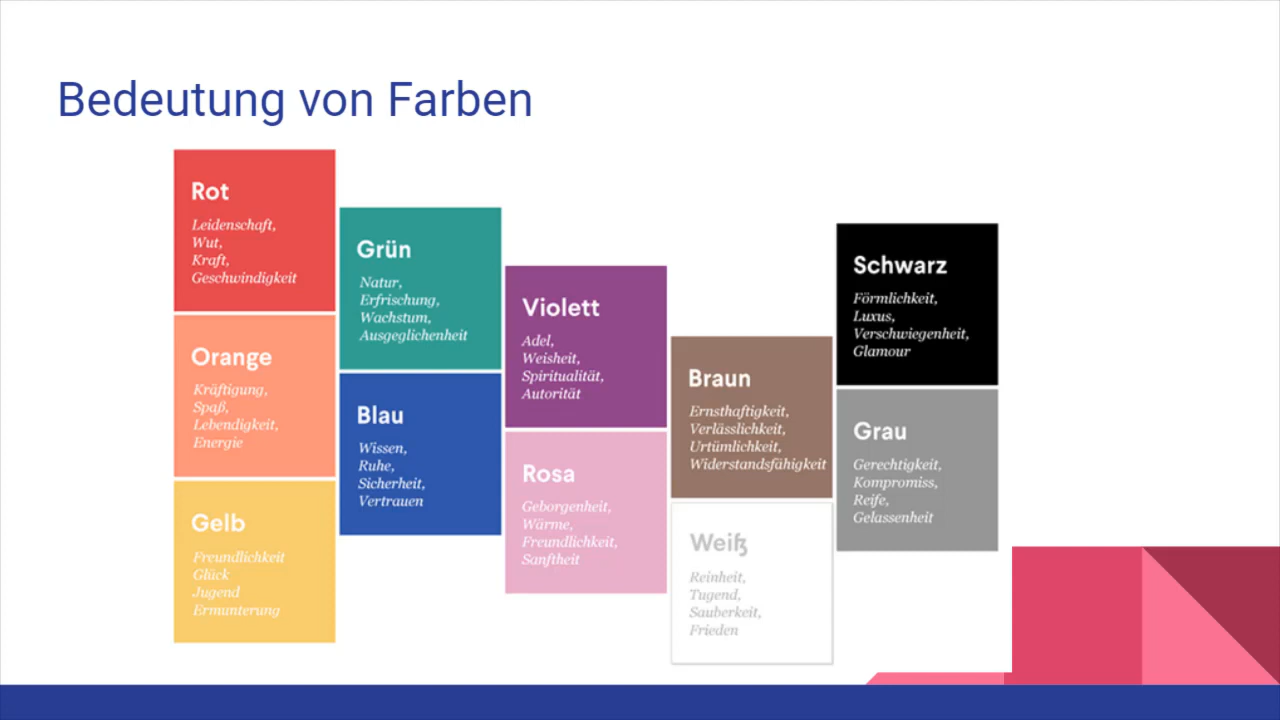 Bedeutung von Farben
Rot
Leidenschaft,
Wut,
Kraft,
Geschwindigkeit
Orange
Kräftigung,
Spaß,
Lebendigkeit,
Energie
Gelb
Freundlichkeit
Glück
Jugend
Ermunterung
Grün
Natur,
Erfrischung,
Wachstum,
Ausgeglichenheit
Blau
Wissen,
Ruhe,
Sicherheit,
Vertrauen
Violett
Adel,
Weisheit,
Spiritualität,
Autorität
Rosa
Geborgenheit,
Wärme,
Freundlichkeit,
Sanftheit
Braun
Ernsthaftigkeit,
Verlässlichkeit,
Urtümlichkeit,
Widerstandsfähigkeit
Weiß
Reinheit,
Tugend,
Sauberkeit,
Frieden
Schwarz
Förmlichkeit,
Luxus,
Verschwiegenheit,
Glamour
Grau
Gerechtigkeit,
Kompromiss,
Reife,
Gelassenheit